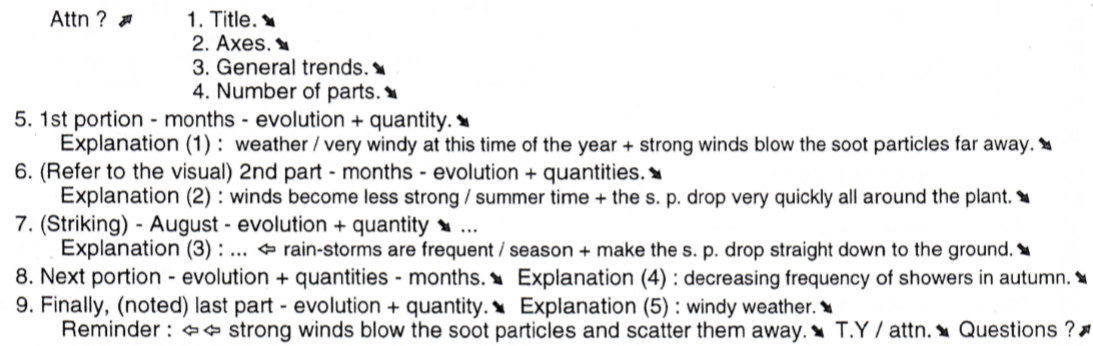 Attn ? ⇗ 1. Title. ➘
2. Axes. ➘
3. General trends. ➘
4. Number of parts. ➘
5. 1st portion - months - evolution + quantity. ➘
Explanation (1) : weather / very windy at this time of the year + strong winds blow the soot particles far away. ➘
6. (Refer to the visual) 2nd part - months - evolution + quantities. ➘
Explanation (2) : winds become less strong / summer time + the s. p. drop very quickly all around the plant. ➘
7. (Striking) - August - evolution + quantity ➘ ...
Explanation (3) : ... ⇦ rain-storms are frequent / season + make the s. p. drop straight down to the ground. ➘
8. Next portion - evolution + quantities - months. ➘ Explanation (4) : decreasing frequency of showers in autumn. ➘
9. Finally, (noted) last part - evolution + quantity. ➘ Explanation (5) : windy weather. ➘
Reminder : ⇦ ⇦ strong winds blow the soot particles and scatter them away. ➘ T.Y / attn. ➘ Questions ? ⇗